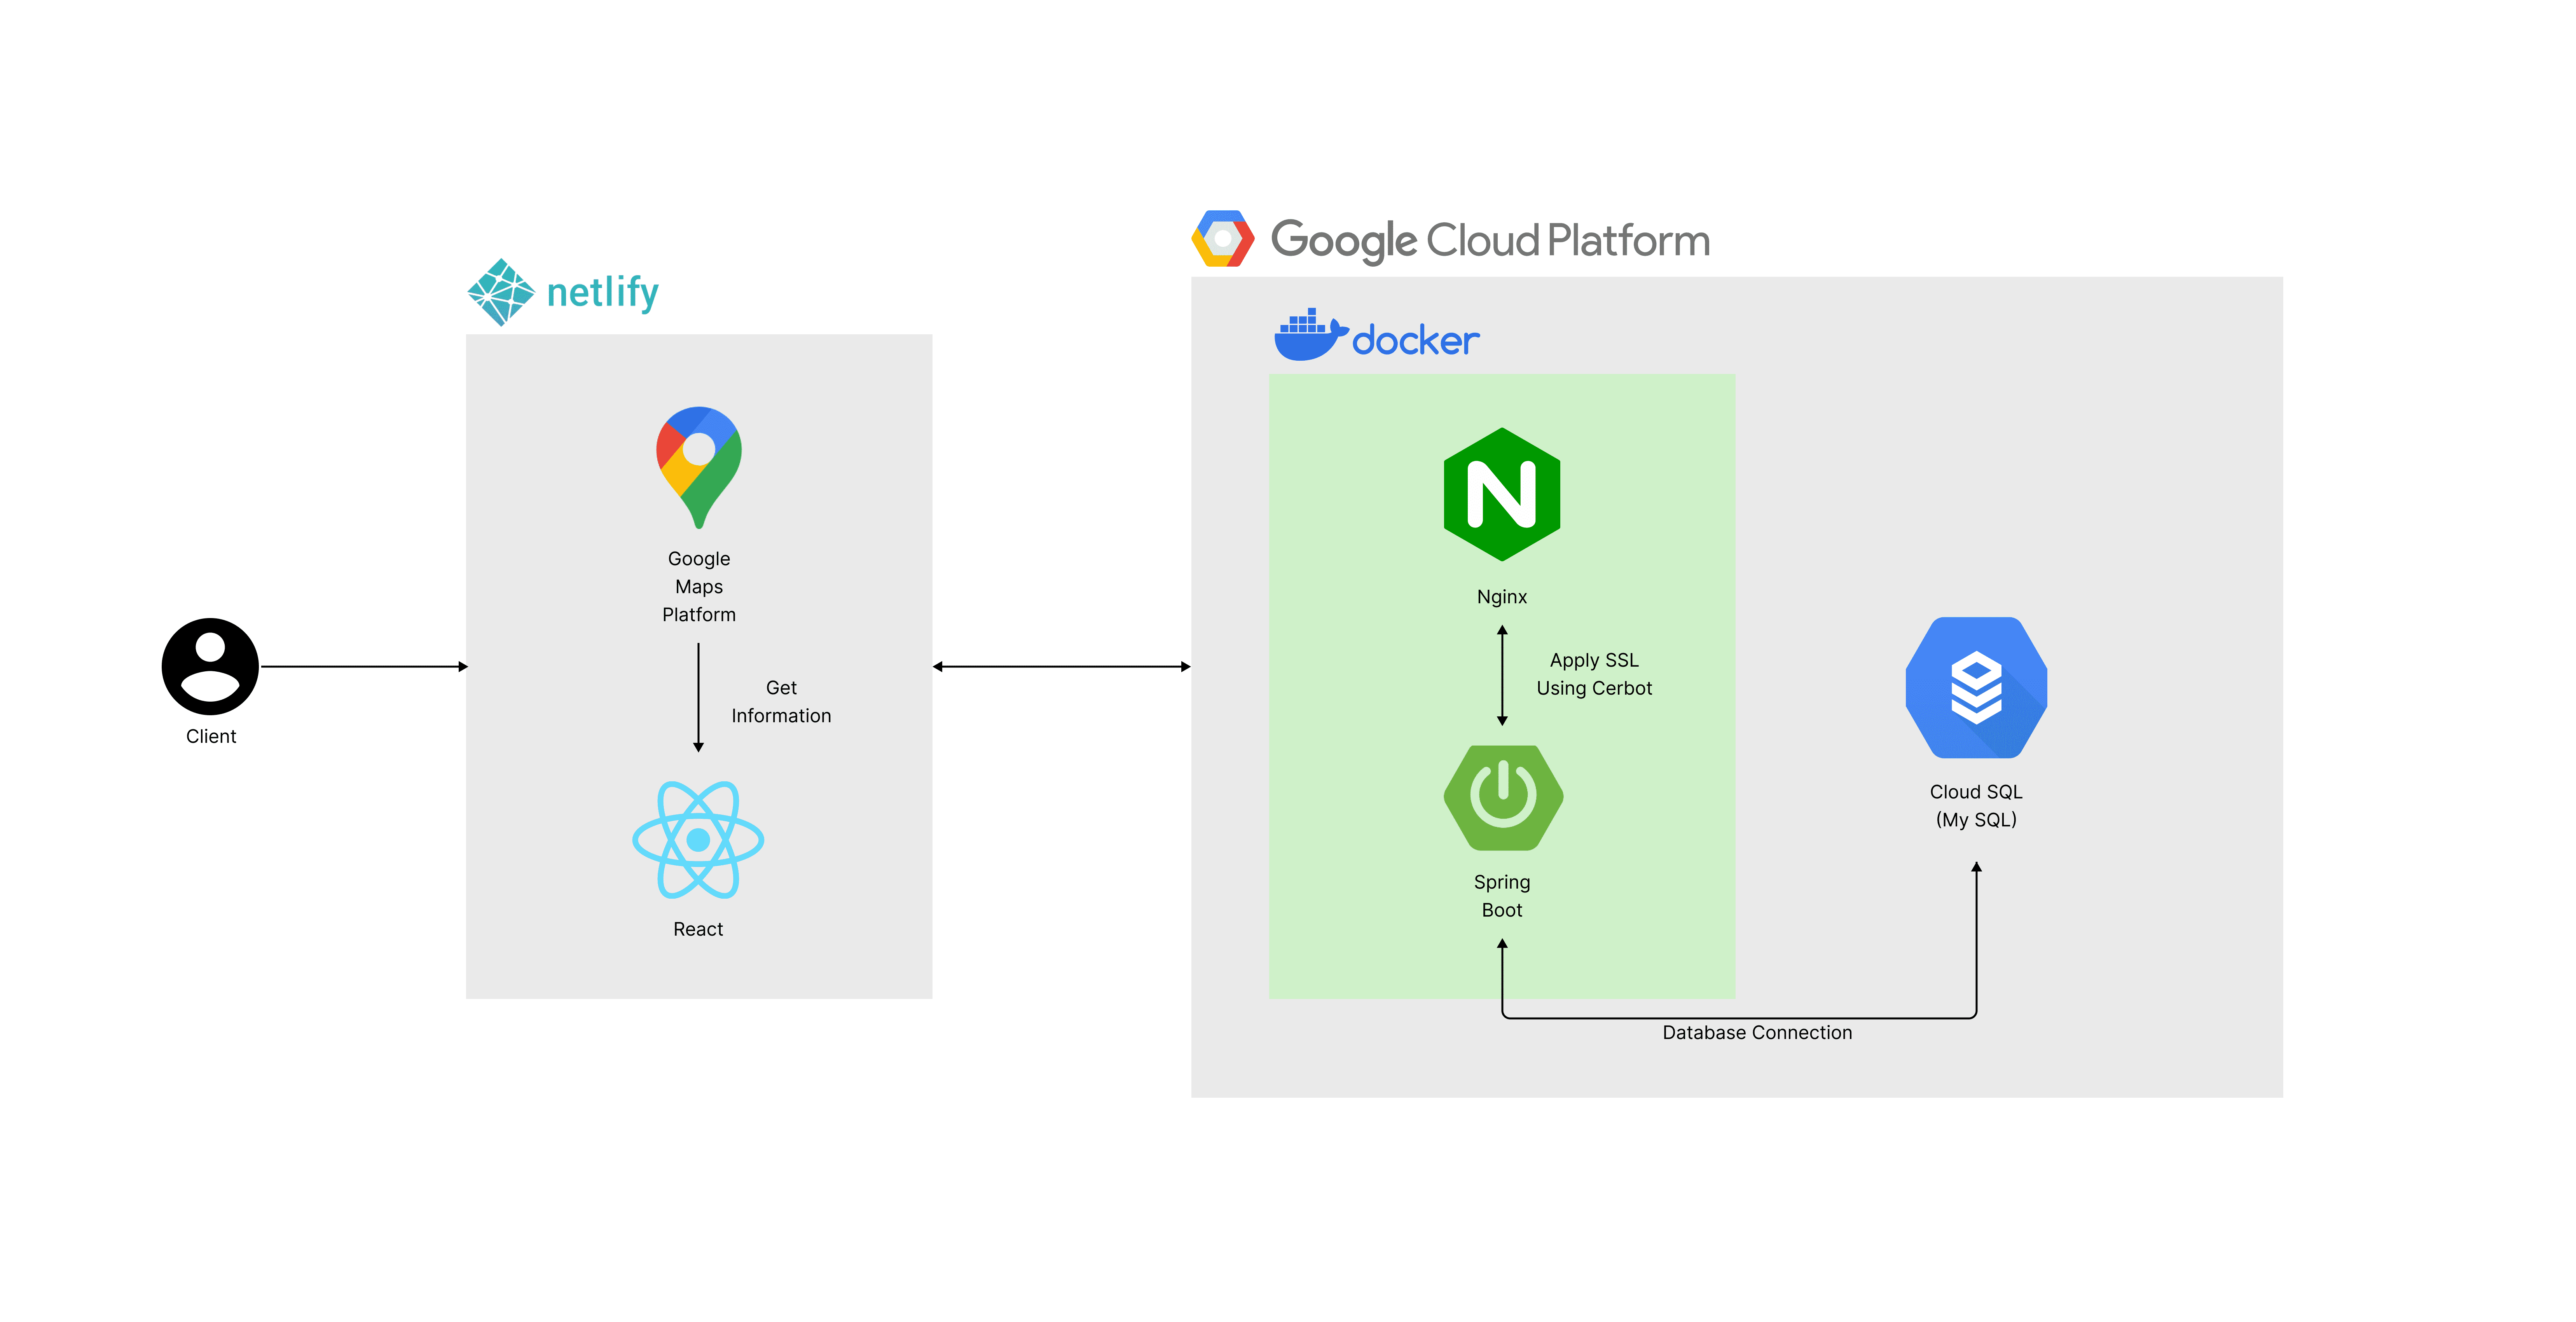 netlify
Google
Maps
Platform
Get
Information
React
Client
Google Cloud Platform
docker
Nginx
Apply SSL
Using Cerbot
Spring
Boot
Cloud SQL
(My SQL)
Database Connection